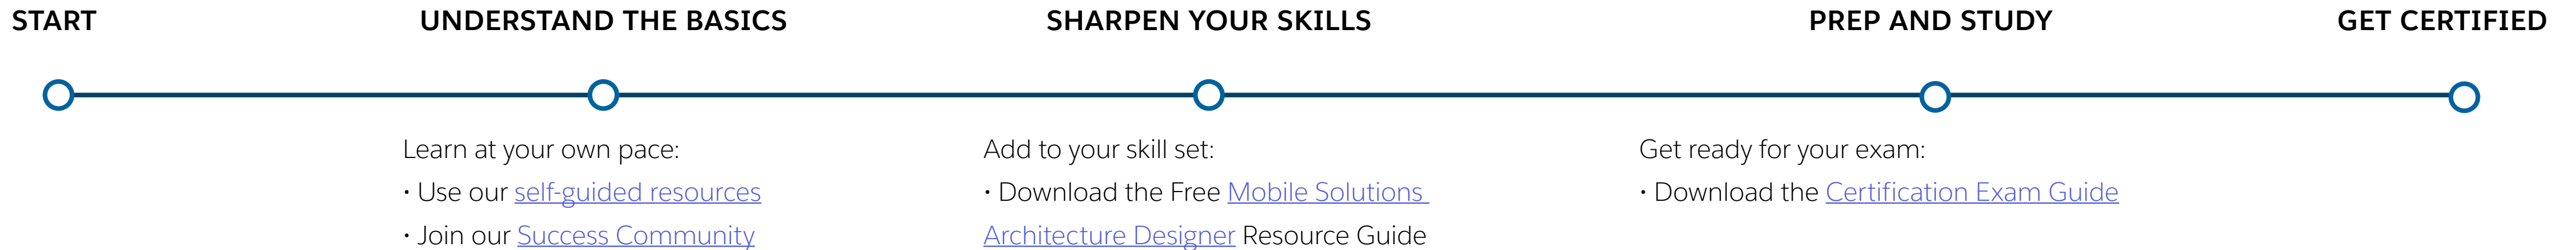 START
UNDERSTAND THE BASICS
SHARPEN YOUR SKILLS
PREP AND STUDY
GET CERTIFIED
Learn at your own pace:
· Use our self-guided resources
· Join our Success Community
Add to your skill set:
· Download the Free Mobile Solutions
Architecture Designer Resource Guide
Get ready for your exam:
· Download the Certification Exam Guide